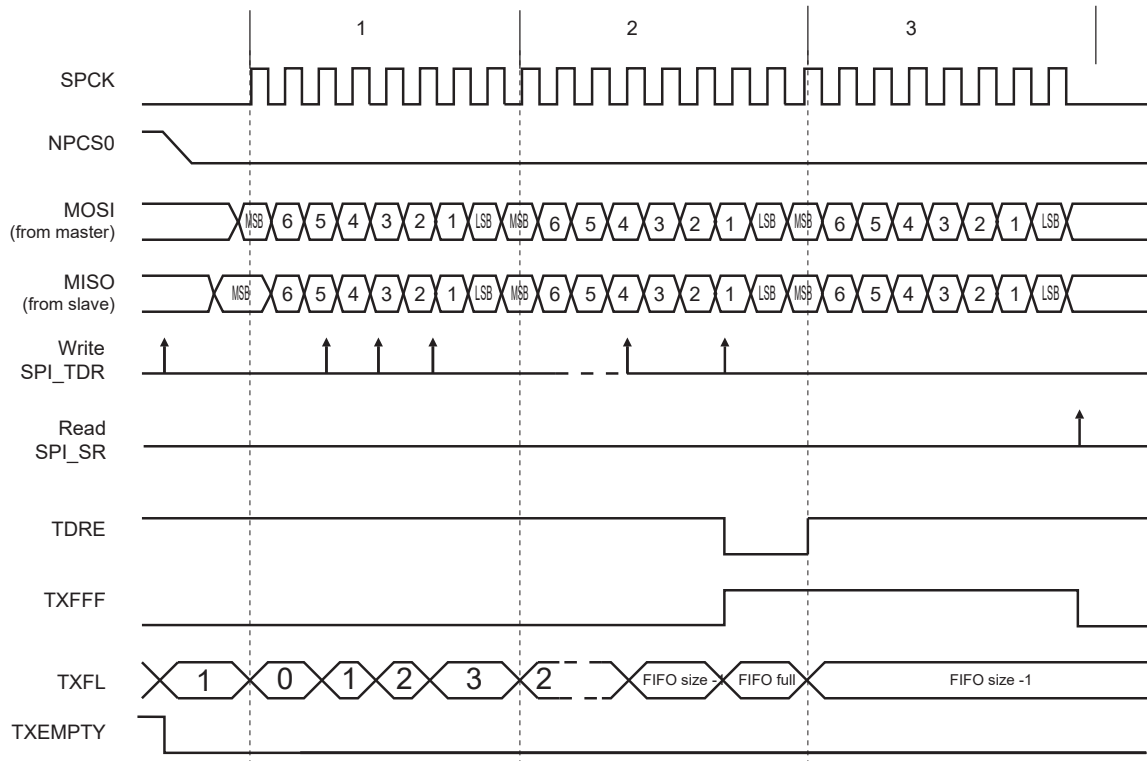 1 2 3
SPCK
NPCS0
MOSI
(from master)
MSB 6 5 4 3 2 1 LSB MSB 6 5 4 3 2 1 LSB MSB 6 5 4 3 2 1 LSB
MISO
(from slave)
MSB 6 5 4 3 2 1 LSB MSB 6 5 4 3 2 1 LSB MSB 6 5 4 3 2 1 LSB
Write
SPI_TDR
Read
SPI_SR
TDRE
TXFFF
TXFL 1 0 1 2 3 2 FIFO size -1 FIFO full FIFO size -1
TXEMPTY